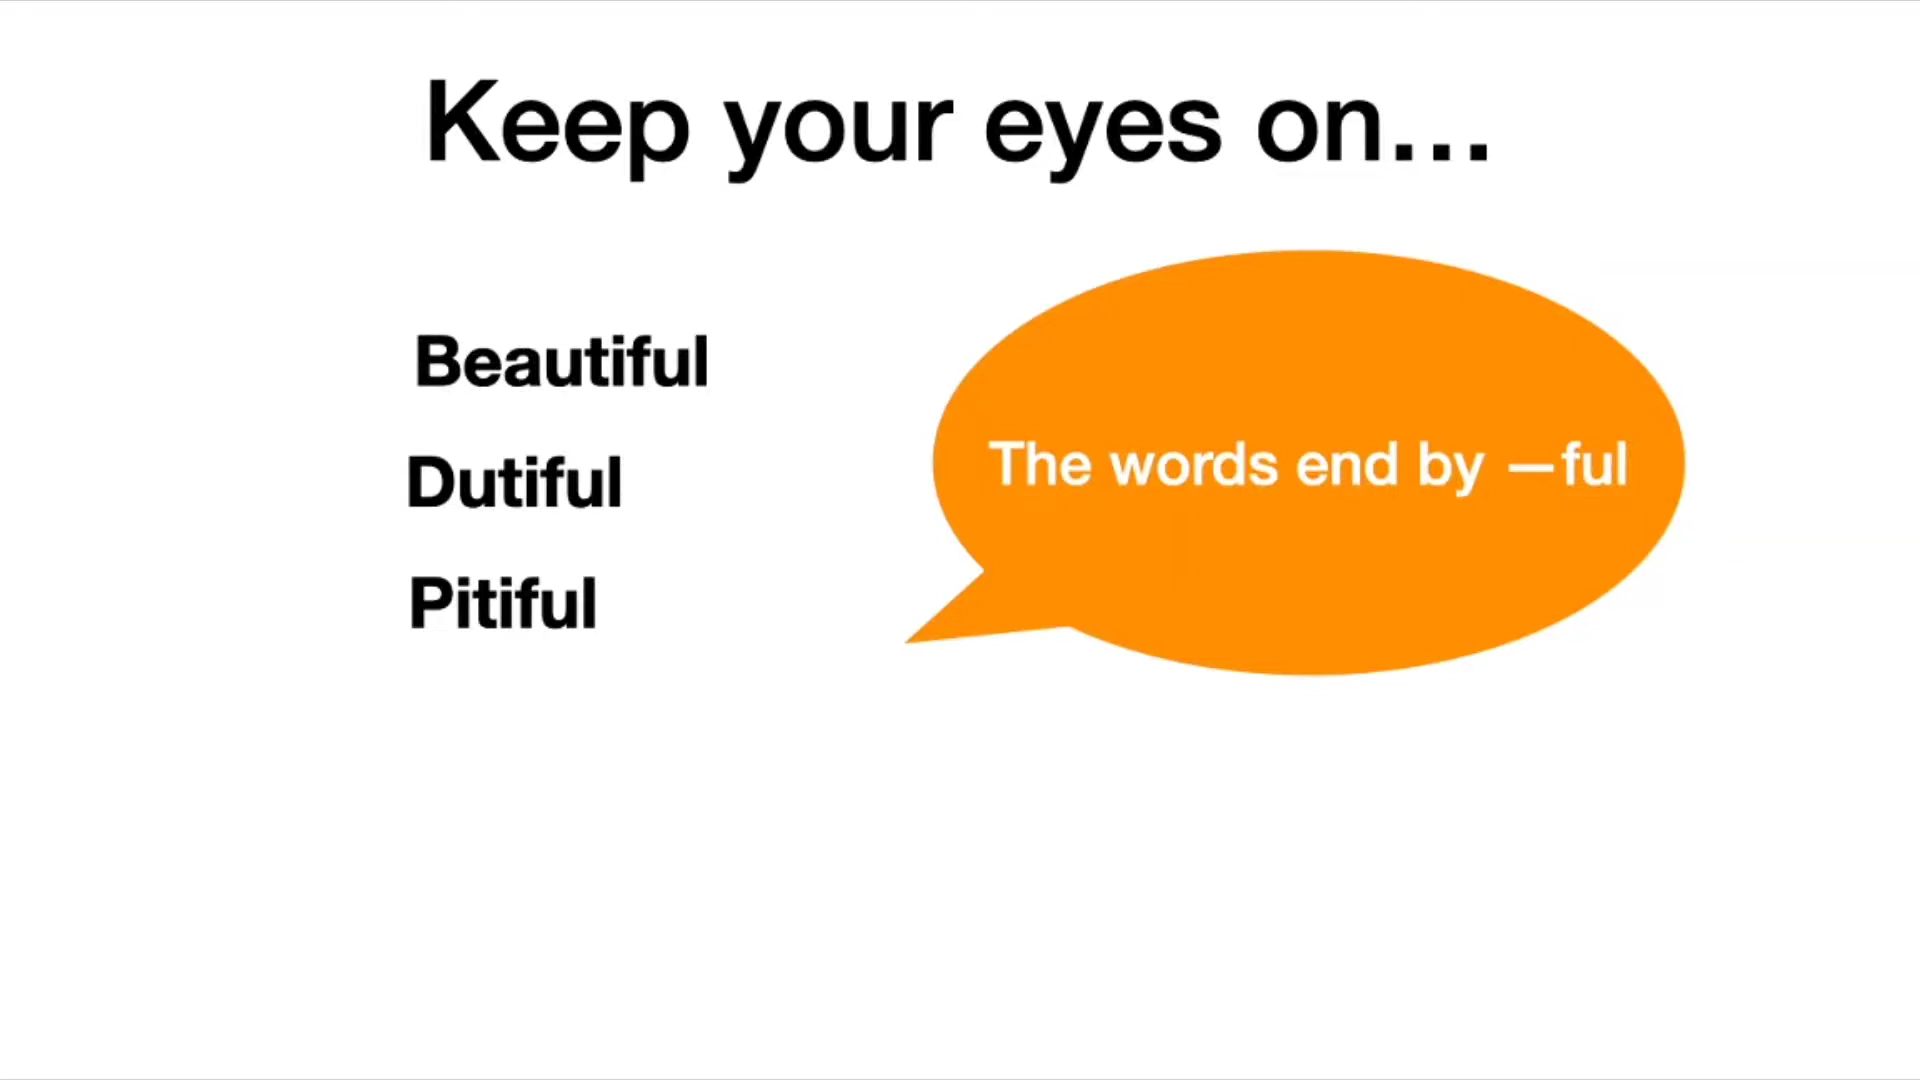 Keep your eyes on...
Beautiful
Dutiful
Pitiful
The words end by —ful